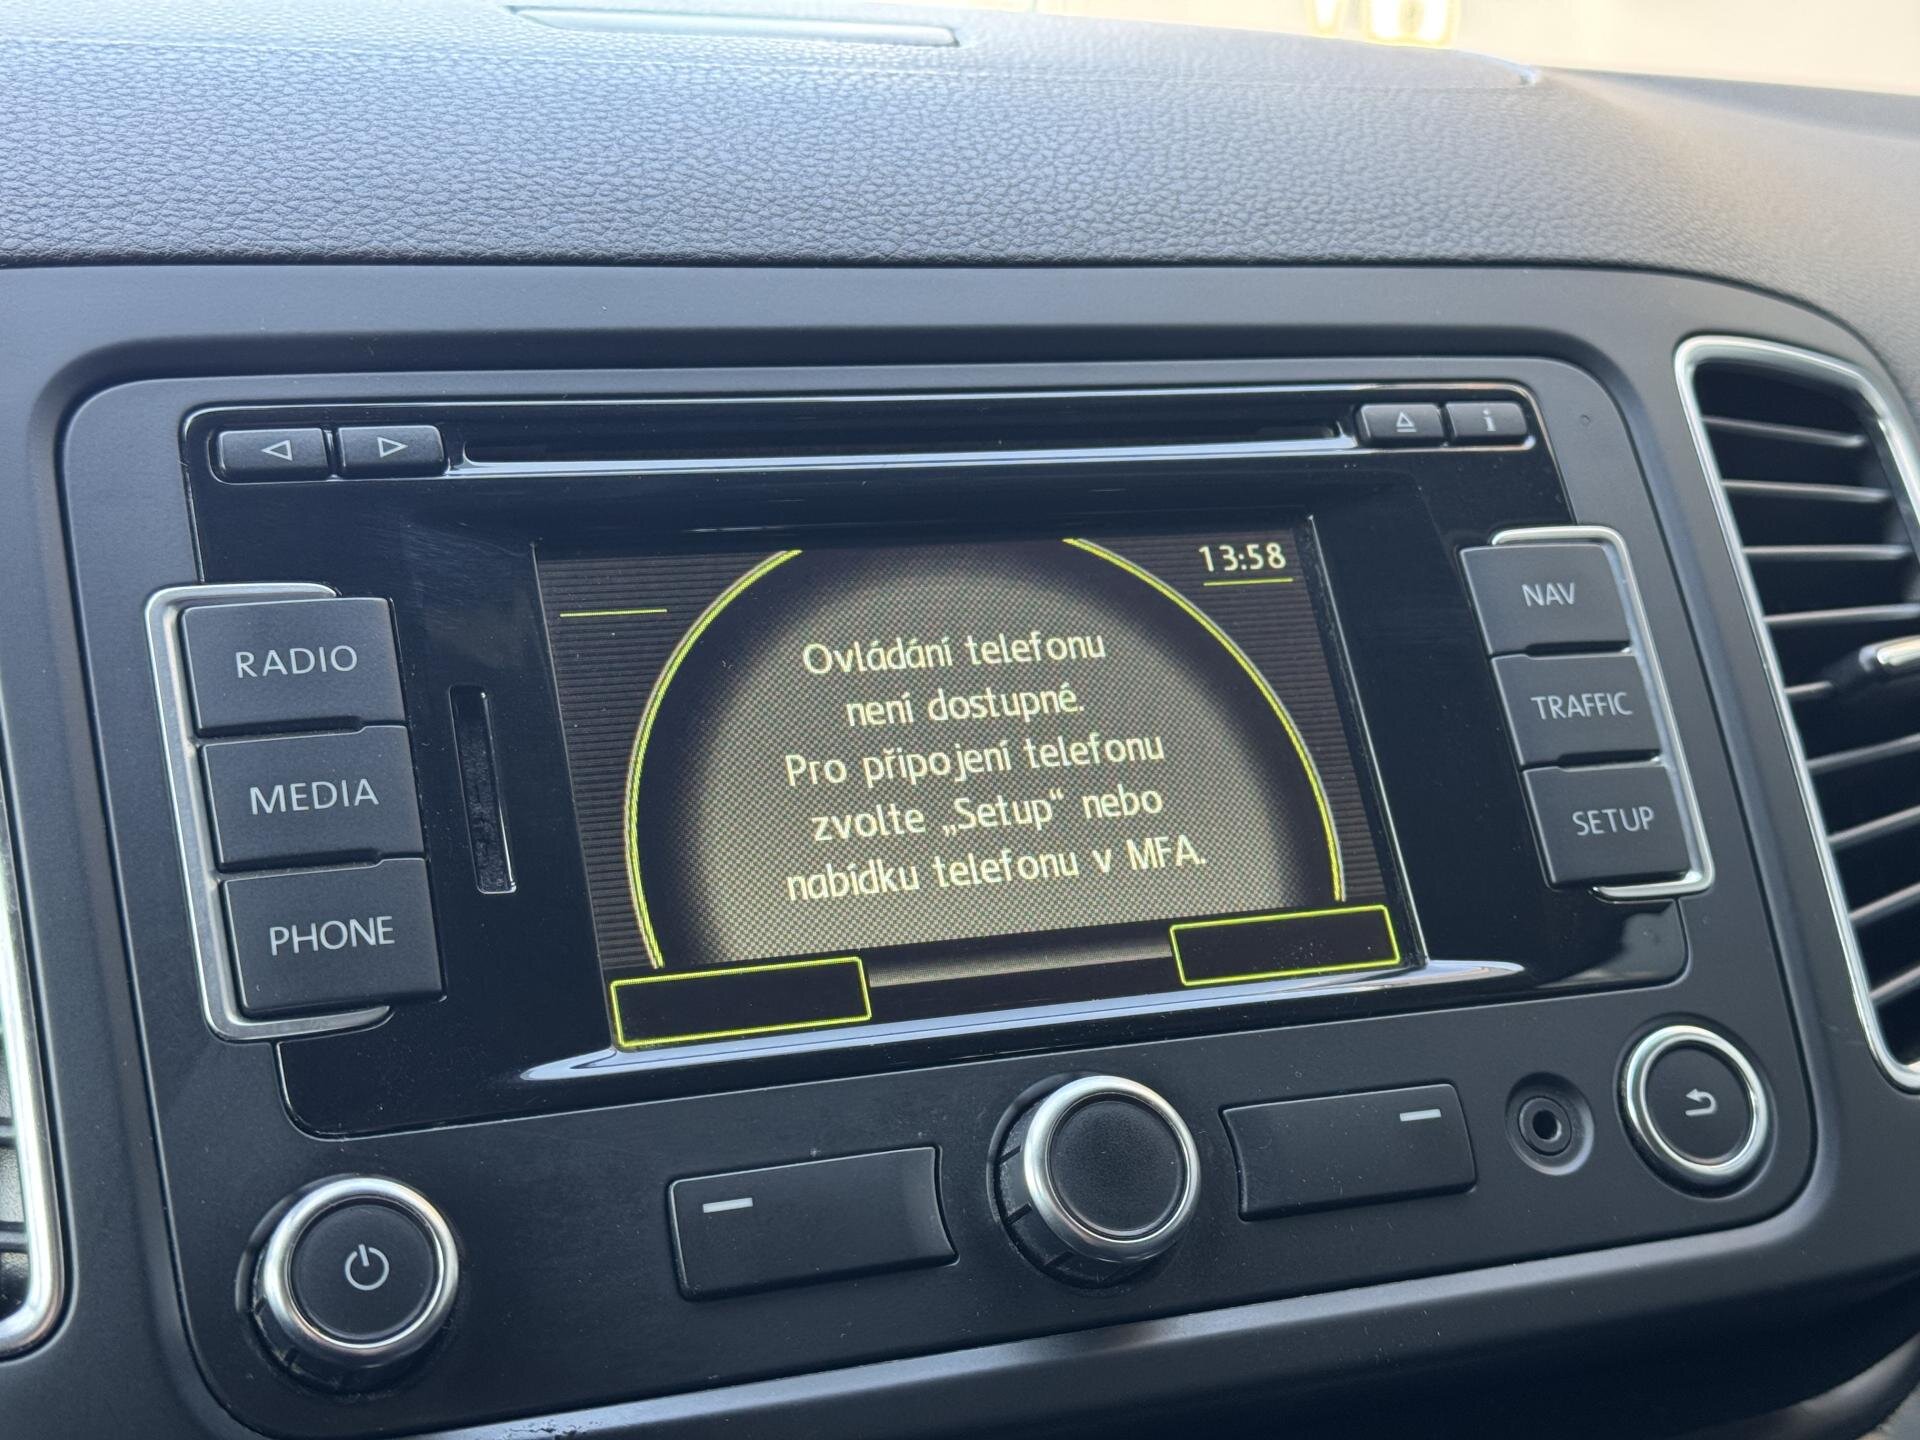 i
13:58
NAV
RADIO
Ovládání telefonu
není dostupné.
Pro připojení telefonu
zvolte „Setup“ nebo
nabídku telefonu v MFA.
TRAFFIC
MEDIA
SETUP
PHONE